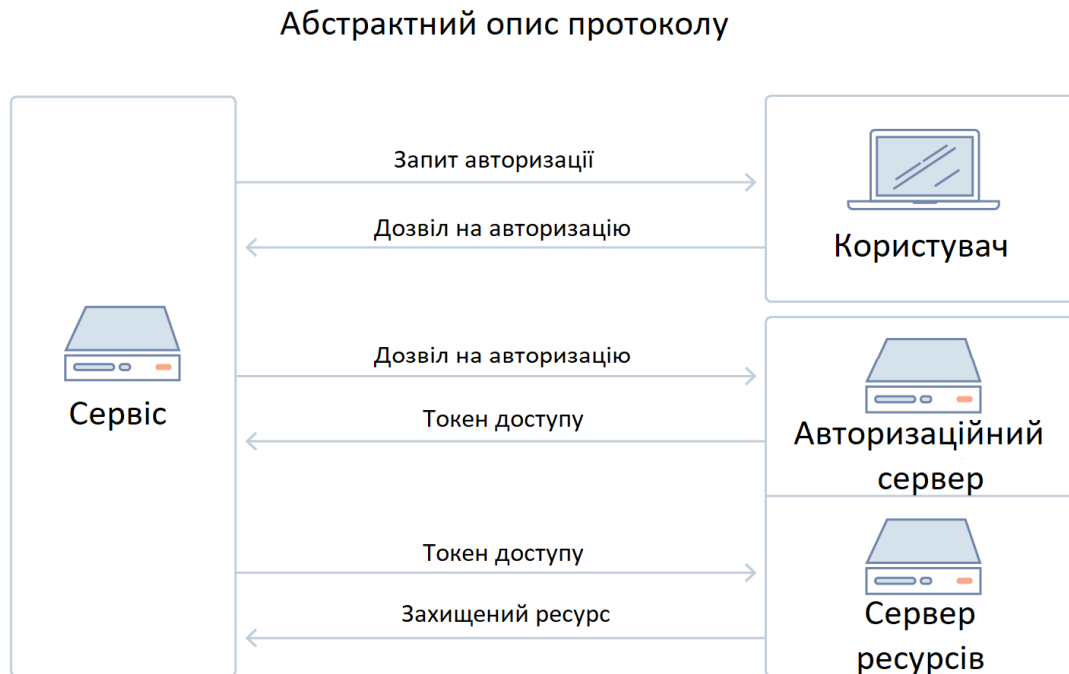 Абстрактний опис протоколу
Запит авторизації
Дозвіл на авторизацію
Користувач
Дозвіл на авторизацію
Токен доступу
Сервіс
Авторизаційний
сервер
Токен доступу
Захищений ресурс
Сервер
ресурсів